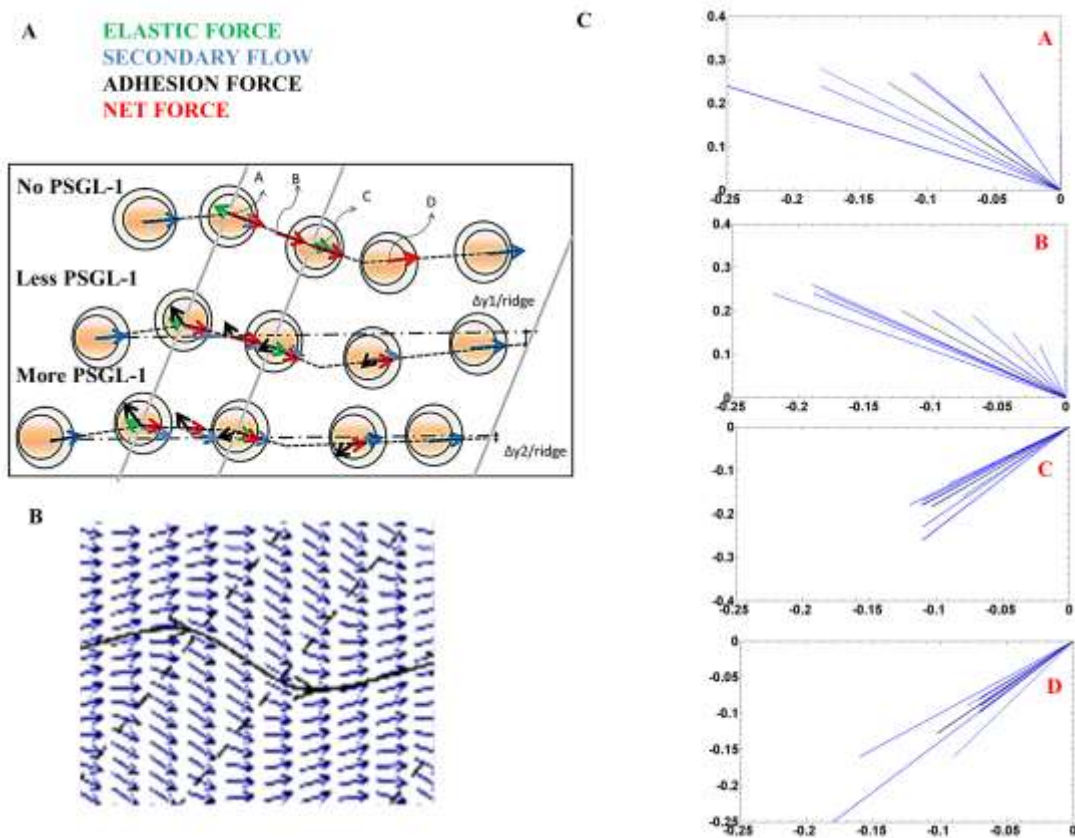 A
ELASTIC FORCE
SECONDARY FLOW
ADHESION FORCE
NET FORCE
No PSGL-1
A
B
C
D
Less PSGL-1
Δy1/ridge
More PSGL-1
Δy2/ridge
B
C
0.4
0.3
0.2
0.1
0
-0.25
-0.2
-0.15
-0.1
-0.05
0
A
0.4
0.3
0.2
0.1
0
-0.25
-0.2
-0.15
-0.1
-0.05
0
B
0
-0.1
-0.2
-0.3
-0.4
-0.25
-0.2
-0.15
-0.1
-0.05
0
C
0
-0.05
-0.1
-0.15
-0.2
-0.25
-0.25
-0.2
-0.15
-0.1
-0.05
0
D